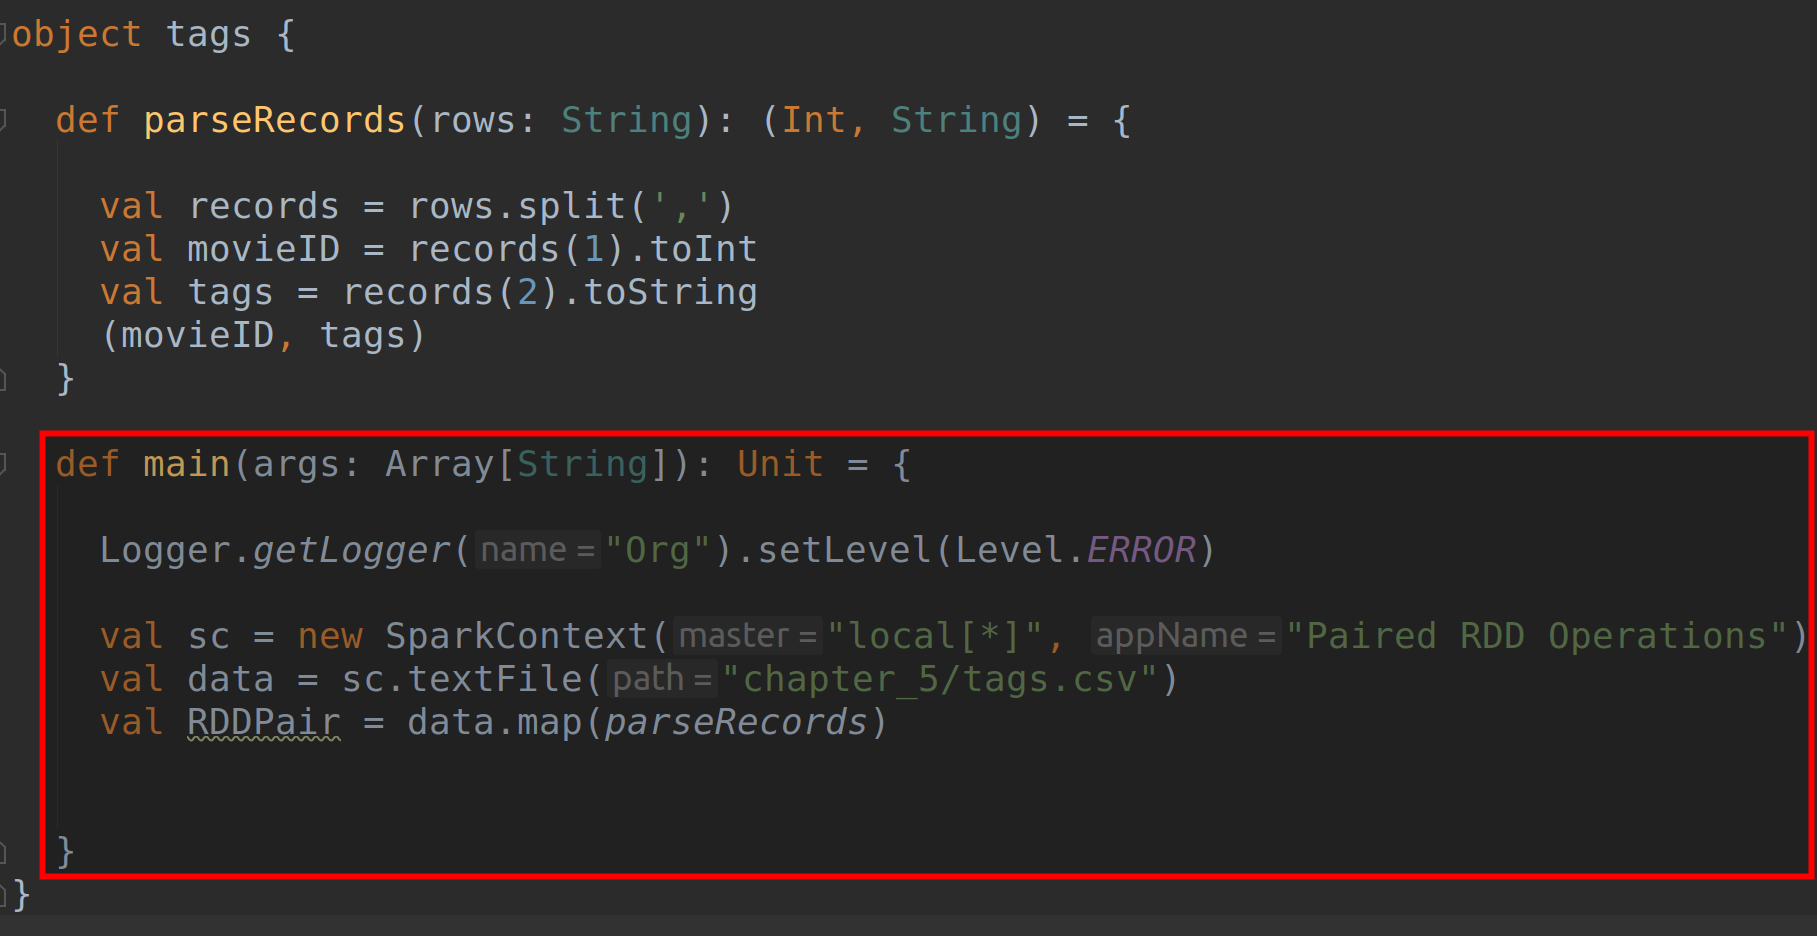 object tags {
def parseRecords(rows: String): (Int, String) = {
val records = rows.split(',')
val movieID = records(1).toInt
val tags = records(2).toString
(movieID, tags)
}
def main(args: Array[String]): Unit = {
Logger.getLogger( name = "Org").setLevel(Level.ERROR)
val sc = new SparkContext( master = "local[*]", appName = "Paired RDD Operations")
val data = sc.textFile( path = "chapter_5/tags.csv")
val RDDPair = data.map(parseRecords)
}
}